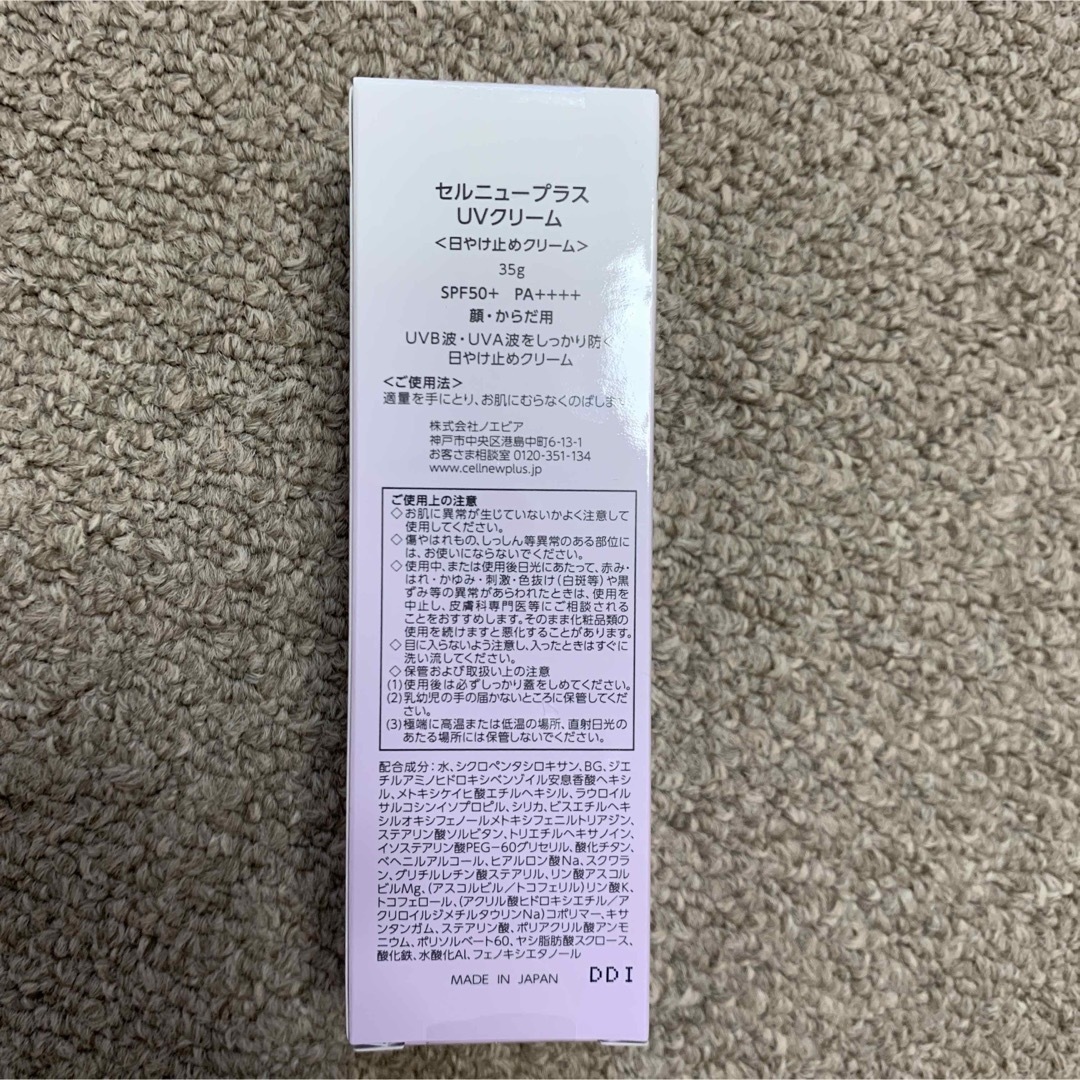 セルニュープラス
UVクリーム
＜日やけ止めクリーム＞
35g
SPF50+ PA++++
顔・からだ用
UVB波・UVA波をしっかり防ぐ
日やけ止めクリーム
＜ご使用法＞
適量を手にとり、お肌にむらなくのばします
株式会社ノエビア
神戸市中央区港島中町6-13-1
お客さま相談室 0120-351-134
www.cellnewplus.jp
ご使用上の注意
◇お肌に異常が生じていないかよく注意して
使用してください。
◇傷やはれもの、しっしん等異常のある部位に
は、お使いにならないでください。
◇使用中、または使用後日光にあたって、赤み・
はれ・かゆみ・刺激・色抜け(白斑等)や黒
ずみ等の異常があらわれたときは、使用を
中止し、皮膚科専門医等にご相談される
ことをおすすめします。そのまま化粧品類の
使用を続けますと悪化することがあります。
◇目に入らないよう注意し、入ったときはすぐに
洗い流してください。
◇保管および取扱い上の注意
(1)使用後は必ずしっかり蓋をしめてください。
(2)乳幼児の手の届かないところに保管してくだ
さい。
(3)極端に高温または低温の場所、直射日光の
あたる場所には保管しないでください。
配合成分：水、シクロペンタシロキサン、BG、ジエ
チルアミノヒドロキシベンゾイル安息香酸ヘキシ
ル、メトキシケイヒ酸エチルヘキシル、ラウロイル
サルコシンイソプロピル、シリカ、ビスエチルヘキ
シルオキシフェノールメトキシフェニルトリアジン、
ステアリン酸ソルビタン、トリエチルヘキサノイン、
イソステアリン酸PEG-60グリセリル、酸化チタン、
ベヘニルアルコール、ヒアルロン酸Na、スクワラ
ン、グリチルレチン酸ステアリル、リン酸アスコル
ビルMg、(アスコルビル／トコフェリル)リン酸K、
トコフェロール、(アクリル酸ヒドロキシエチル／ア
クリロイルジメチルタウリンNa)コポリマー、キサ
ンタンガム、ステアリン酸、ポリアクリル酸アンモ
ニウム、ポリソルベート60、ヤシ脂肪酸スクロース、
酸化鉄、水酸化Al、フェノキシエタノール
MADE IN JAPAN DDI